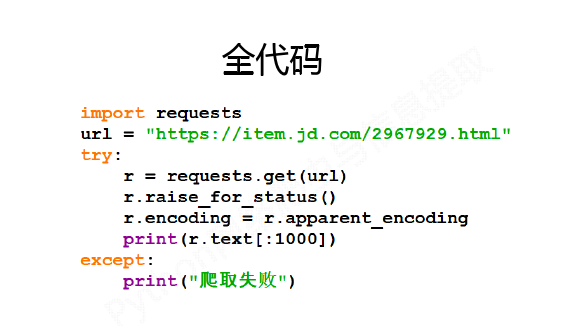 全代码
import requests
url = "https://item.jd.com/2967929.html"
try:
    r = requests.get(url)
    r.raise_for_status()
    r.encoding = r.apparent_encoding
    print(r.text[:1000])
except:
    print("爬取失败")